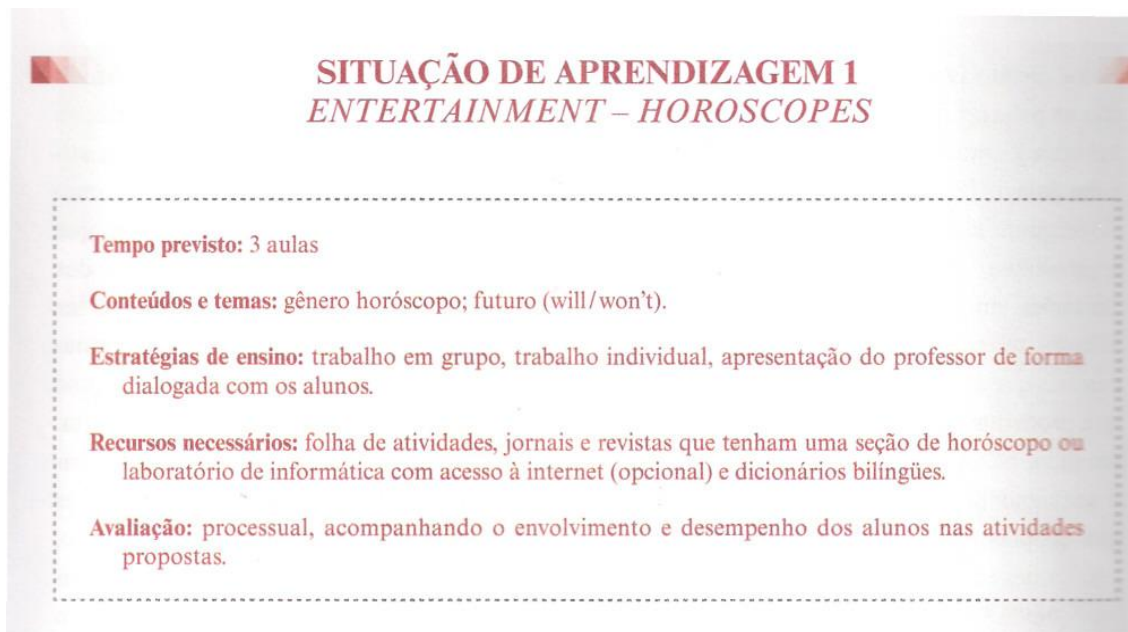 SITUAÇÃO DE APRENDIZAGEM 1
ENTERTAINMENT – HOROSCOPES
Tempo previsto: 3 aulas
Conteúdos e temas: gênero horóscopo; futuro (will/won't).
Estratégias de ensino: trabalho em grupo, trabalho individual, apresentação do professor de forma
dialogada com os alunos.
Recursos necessários: folha de atividades, jornais e revistas que tenham uma seção de horóscopo ou
laboratório de informática com acesso à internet (opcional) e dicionários bilíngües.
Avaliação: processual, acompanhando o envolvimento e desempenho dos alunos nas atividades
propostas.